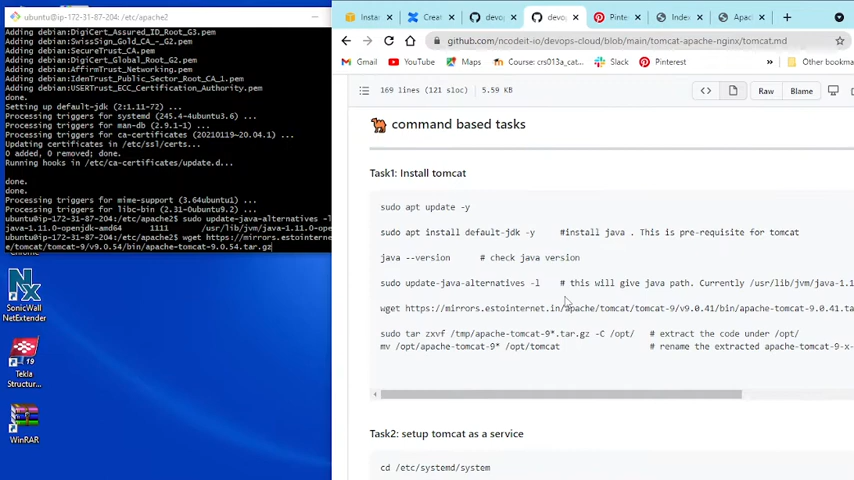 ubuntu@ip-172-31-87-204: /etc/apache2
Adding debian:DigiCert_Assured_ID_Root_G3.pem
Adding debian:SwissSign_Gold_CA_-_G2.pem
Adding debian:SecureTrust_CA.pem
Adding debian:DigiCert_Global_Root_G2.pem
Adding debian:AffirmTrust_Networking.pem
Adding debian:IdenTrust_Public_Sector_Root_CA_1.pem
Adding debian:USERTrust_ECC_Certification_Authority.pem
done.
Setting up default-jdk (2:1.11-72) ...
Processing triggers for systemd (245.4-4ubuntu3.6) ...
Processing triggers for man-db (2.9.1-1) ...
Processing triggers for ca-certificates (20210119~20.04.1) ...
Updating certificates in /etc/ssl/certs...
0 added, 0 removed; done.
Running hooks in /etc/ca-certificates/update.d...
done.
done.
Processing triggers for mime-support (3.64ubuntu1) ...
Processing triggers for libc-bin (2.31-0ubuntu9.2) ...
ubuntu@ip-172-31-87-204:/etc/apache2$ sudo update-java-alternatives -l
java-1.11.0-openjdk-amd64 1111 /usr/lib/jvm/java-1.11.0-ope
ubuntu@ip-172-31-87-204:/etc/apache2$ wget https://mirrors.estointerne
e/tomcat/tomcat-9/v9.0.54/bin/apache-tomcat-9.0.54.tar.gz
SonicWall
NetExtender
19
Tekla
Structur...
WinRAR
Instan
Creat
devop
devop
Pinte
Index
Apac
github.com/ncodeit-io/devops-cloud/blob/main/tomcat-apache-nginx/tomcat.md
Gmail
YouTube
Maps
Course: crs013a_ca...
Slack
Pinterest
Other bookma
169 lines (121 sloc)
5.59 KB
Raw
Blame
command based tasks
Task1: Install tomcat
sudo apt update -y
sudo apt install default-jdk -y #install java . This is pre-requisite for tomcat
java --version # check java version
sudo update-java-alternatives -l # this will give java path. Currently /usr/lib/jvm/java-1.1
wget https://mirrors.estointernet.in/apache/tomcat/tomcat-9/v9.0.41/bin/apache-tomcat-9.0.41.ta
sudo tar zxvf /tmp/apache-tomcat-9*.tar.gz -C /opt/ # extract the code under /opt/
mv /opt/apache-tomcat-9* /opt/tomcat # rename the extracted apache-tomcat-9-x-
Task2: setup tomcat as a service
cd /etc/systemd/system